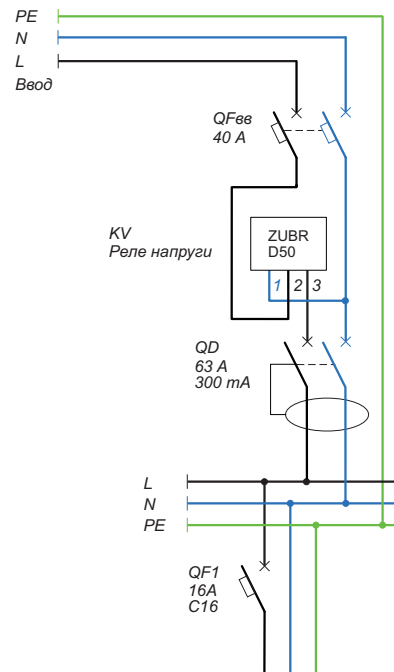 PE
N
L
Ввод
QFвв
40 A
KV
Реле напруги
ZUBR
D50
1 2 3
QD
63 A
300 mA
L
N
PE
QF1
16A
C16